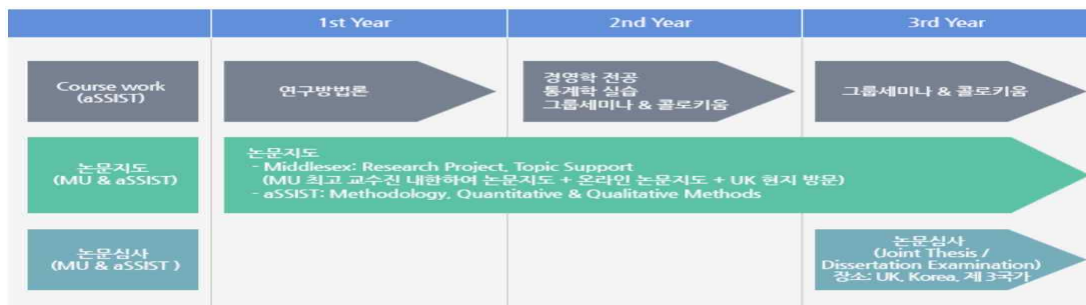 1st Year
2nd Year
3rd Year
Course work
(aSSIST)
연구방법론
경영학 전공
통계학 실습
그룹세미나 & 콜로키움
그룹세미나 & 콜로키움
논문지도
(MU & aSSIST)
논문지도
- Middlesex: Research Project, Topic Support
(MU 최고 교수진 내한하여 논문지도 + 온라인 논문지도 + UK 현지 방문)
- aSSIST: Methodology, Quantitative & Qualitative Methods
논문심사
(MU & aSSIST )
논문심사
(Joint Thesis /
Dissertation Examination)
장소: UK, Korea, 제 3국가